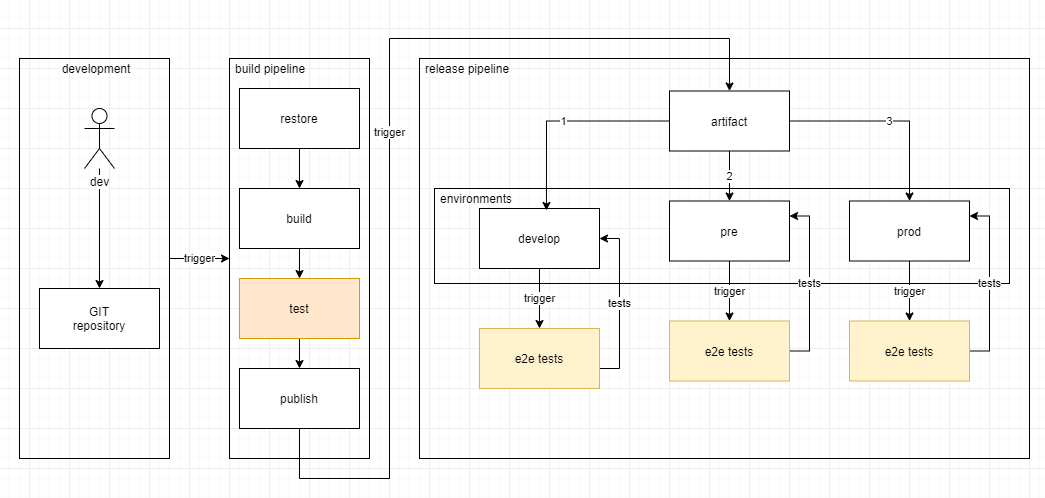 development
dev
GIT
repository
trigger
build pipeline
restore
build
test
publish
trigger
release pipeline
artifact
1
2
3
environments
develop
pre
prod
trigger
tests
trigger
tests
trigger
tests
e2e tests
e2e tests
e2e tests